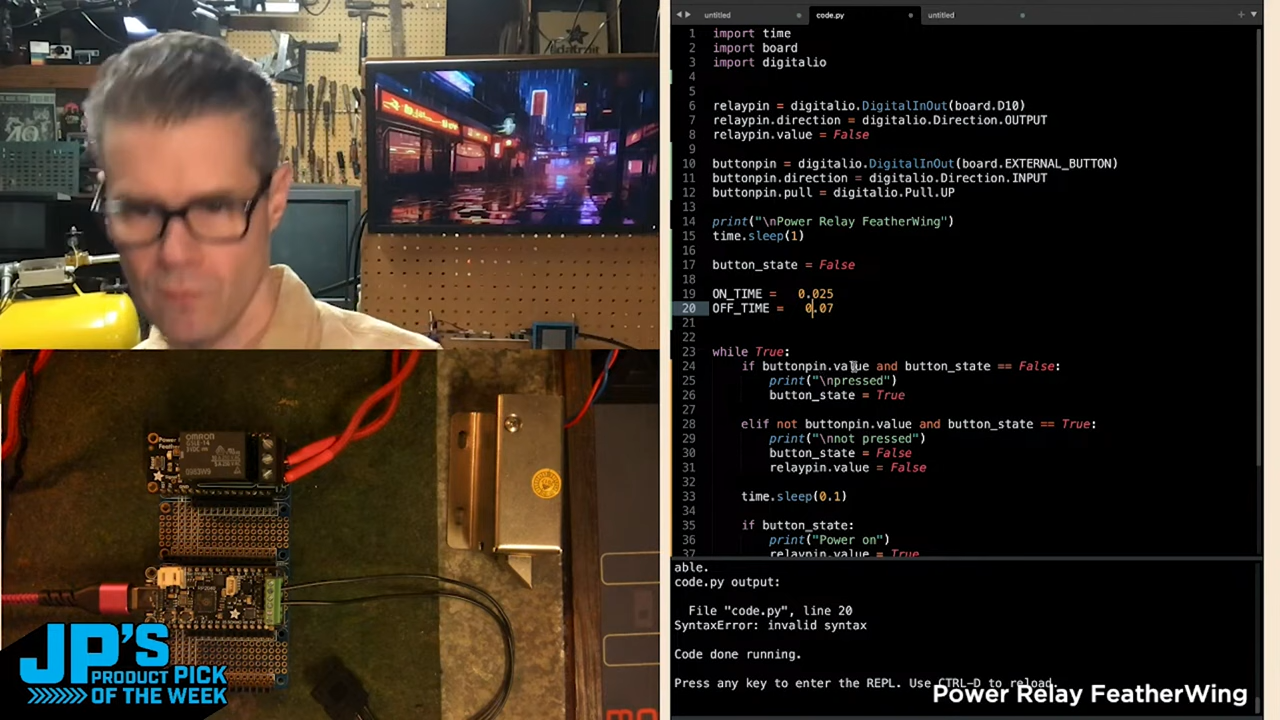 untitled
code.py
untitled
1 import time
2 import board
3 import digitalio
4
5
6 relaypin = digitalio.DigitalInOut(board.D10)
7 relaypin.direction = digitalio.Direction.OUTPUT
8 relaypin.value = False
9
10 buttonpin = digitalio.DigitalInOut(board.EXTERNAL_BUTTON)
11 buttonpin.direction = digitalio.Direction.INPUT
12 buttonpin.pull = digitalio.Pull.UP
13
14 print("\nPower Relay FeatherWing")
15 time.sleep(1)
16
17 button_state = False
18
19 ON_TIME = 0.025
20 OFF_TIME = 0.07
21
22
23 while True:
24 if buttonpin.value and button_state == False:
25 print("\npressed")
26 button_state = True
27
28 elif not buttonpin.value and button_state == True:
29 print("\nnot pressed")
30 button_state = False
31 relaypin.value = False
32
33 time.sleep(0.1)
34
35 if button_state:
36 print("Power on")
37 relaypin.value = True
able.
code.py output:
File "code.py", line 20
SyntaxError: invalid syntax
Code done running.
Press any key to enter the REPL. Use CTRL-D to reload.
Power Relay FeatherWing
OMRON
JP'S
PRODUCT PICK
OF THE WEEK